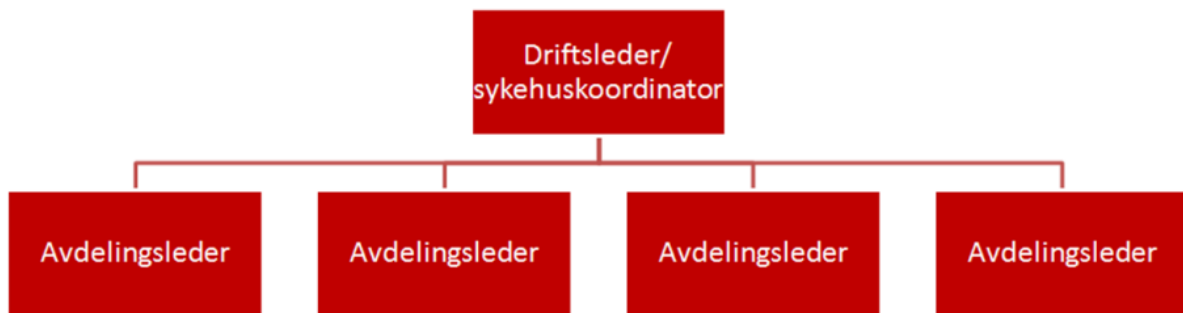 Driftsleder/
sykehuskoordinator
Avdelingsleder
Avdelingsleder
Avdelingsleder
Avdelingsleder